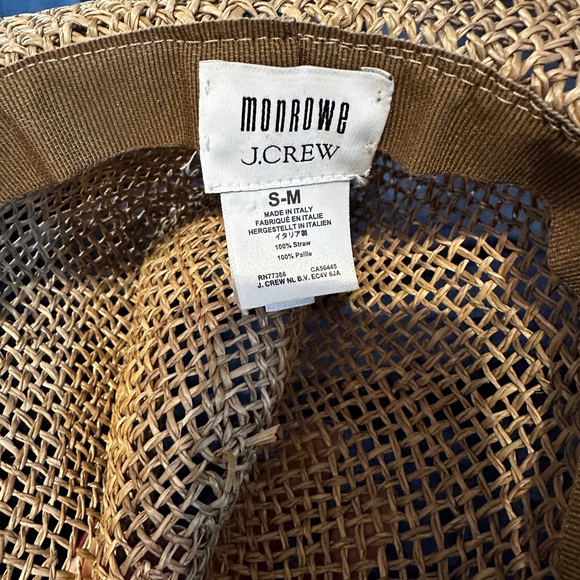 monrowe
J.CREW
S-M
MADE IN ITALY
FABRIQUÉ EN ITALIE
HERGESTELLT IN ITALIEN
イタリア製
100% Straw
100% Paille
RN77388 CA56445
J. CREW NL B.V. EC4V 6JA